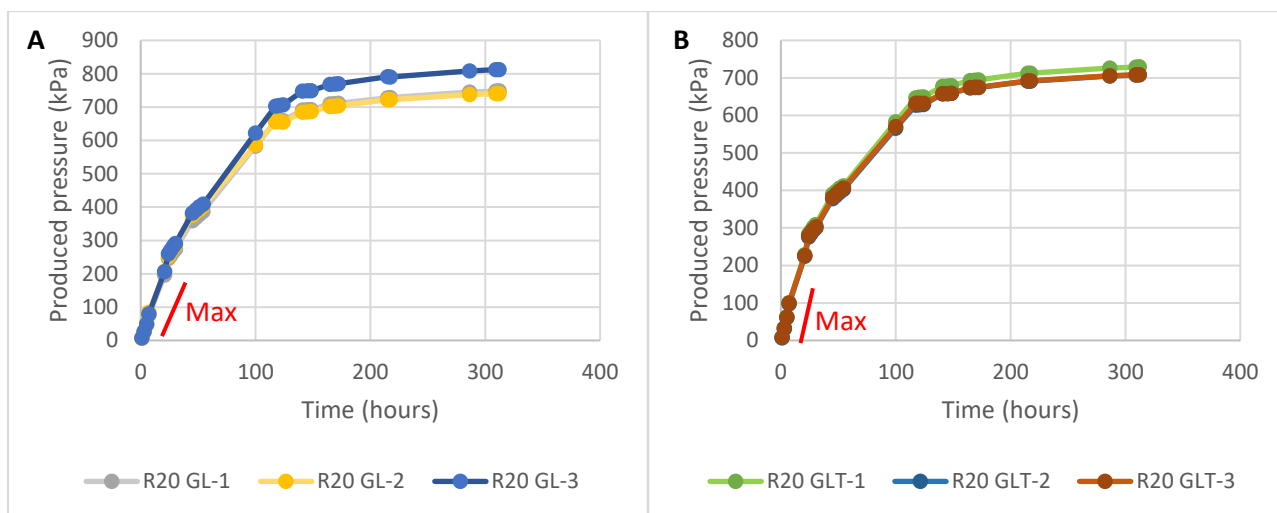 A
Produced pressure (kPa)
900
800
700
600
500
400
300
200
100
0
Max
0 100 200 300 400
Time (hours)
R20 GL-1 R20 GL-2 R20 GL-3
B
Produced pressure (kPa)
800
700
600
500
400
300
200
100
0
Max
0 100 200 300 400
Time (hours)
R20 GLT-1 R20 GLT-2 R20 GLT-3